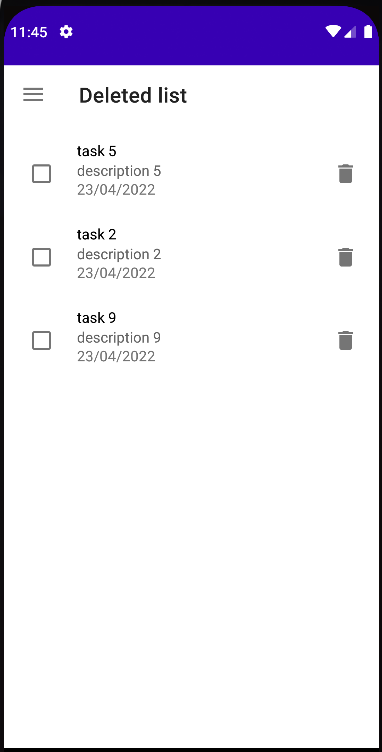 11:45
Deleted list
task 5
description 5
23/04/2022
task 2
description 2
23/04/2022
task 9
description 9
23/04/2022